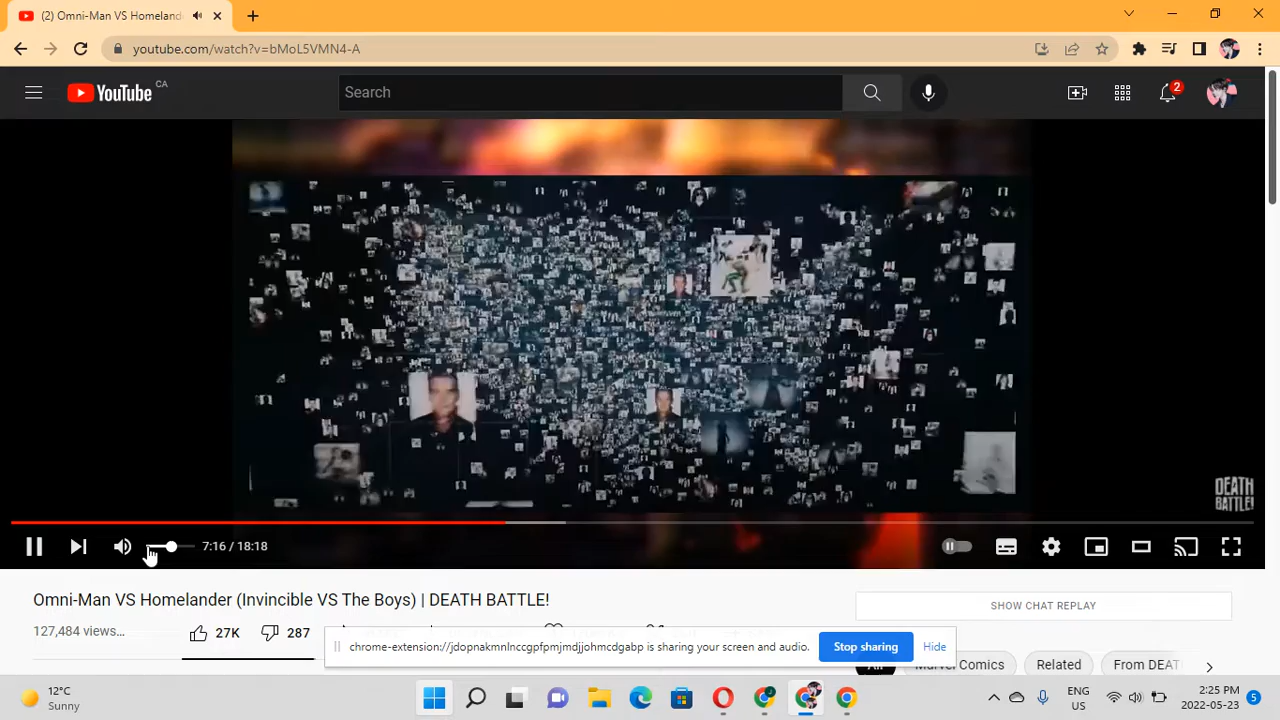 (2) Omni-Man VS Homeland
youtube.com/watch?v=bMoL5VMN4-A
YouTube CA
Search
2
DEATH BATTLE!
7:16 / 18:18
Omni-Man VS Homelander (Invincible VS The Boys) | DEATH BATTLE!
SHOW CHAT REPLAY
127,484 views...
27K
287
chrome-extension://jdopnakmnlnccgpfpmjmdjjohmcdgabp is sharing your screen and audio.
Stop sharing
Hide
All
Marvel Comics
Related
From DEAT
12°C
Sunny
ENG
US
2:25 PM
2022-05-23
5